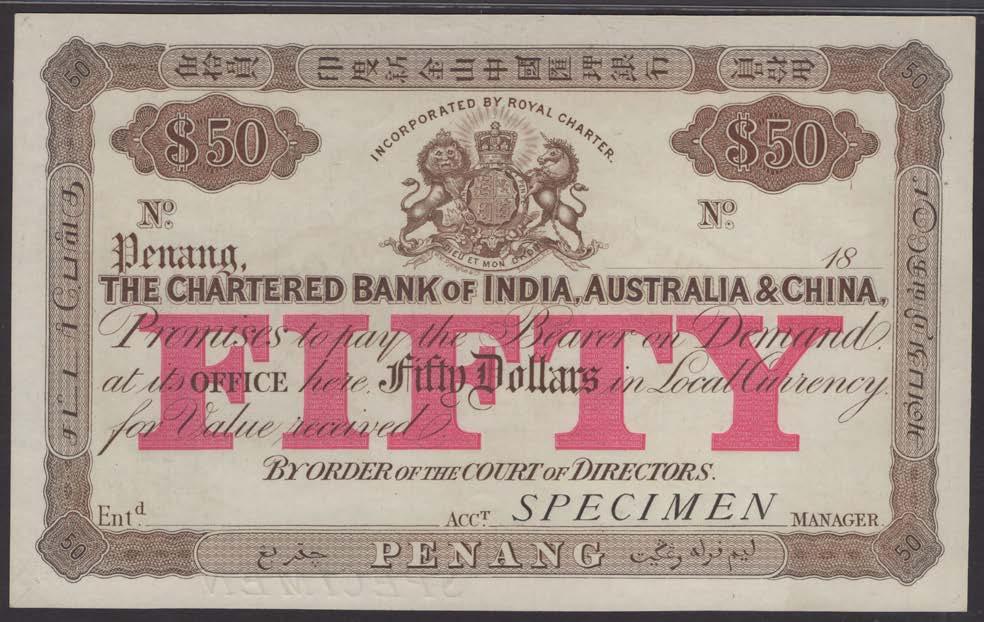 50 伍拾員 印度新金山中國匯理銀行 50
$50 INCORPORATED BY ROYAL CHARTER. $50
DIEU ET MON DROIT
Nº Nº
Penang, 18
THE CHARTERED BANK OF INDIA, AUSTRALIA & CHINA,
FIFTY
Promises to pay the Bearer on Demand
at its OFFICE here, Fifty Dollars in Local Currency
for Value received
BY ORDER OF THE COURT OF DIRECTORS.
Entd. ACCT. SPECIMEN MANAGER.
50 PENANG 50
SPECIMEN